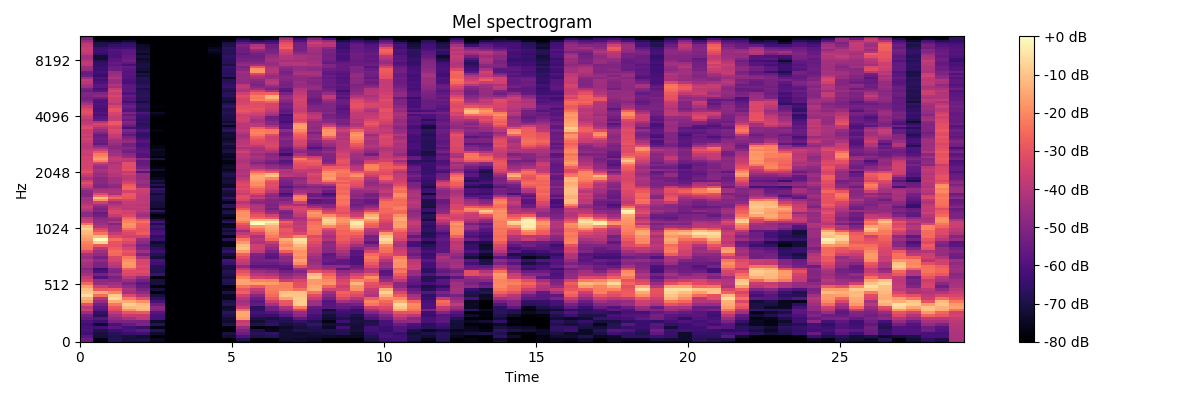 Mel spectrogram
8192
4096
2048
1024
512
0
Hz
0 5 10 15 20 25
Time
+0 dB
-10 dB
-20 dB
-30 dB
-40 dB
-50 dB
-60 dB
-70 dB
-80 dB